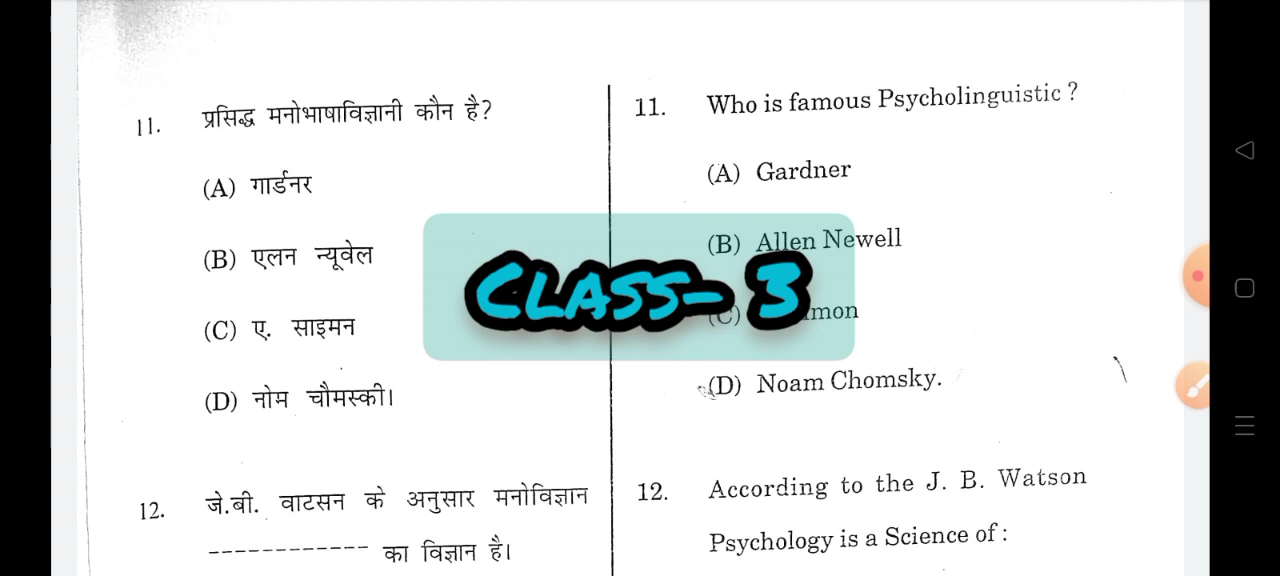 11. प्रसिद्ध मनोभाषाविज्ञानी कौन है?
(A) गार्डनर
(B) एलन न्यूवेल
(C) ए. साइमन
(D) नोम चौमस्की।
12. जे.बी. वाटसन के अनुसार मनोविज्ञान
------------ का विज्ञान है।
11. Who is famous Psycholinguistic ?
(A) Gardner
(B) Allen Newell
(C)
(D) Noam Chomsky.
12. According to the J. B. Watson
Psychology is a Science of :
CLASS- 3